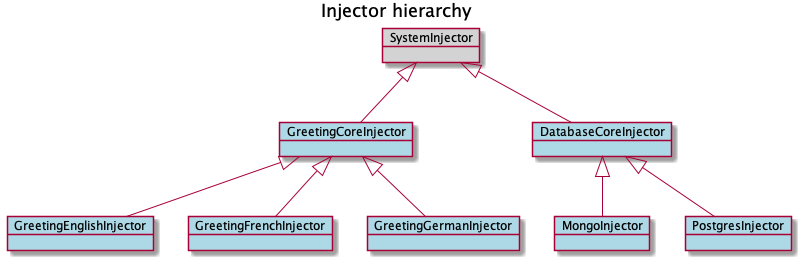 Injector hierarchy
SystemInjector
GreetingCoreInjector
DatabaseCoreInjector
GreetingEnglishInjector
GreetingFrenchInjector
GreetingGermanInjector
MongoInjector
PostgresInjector